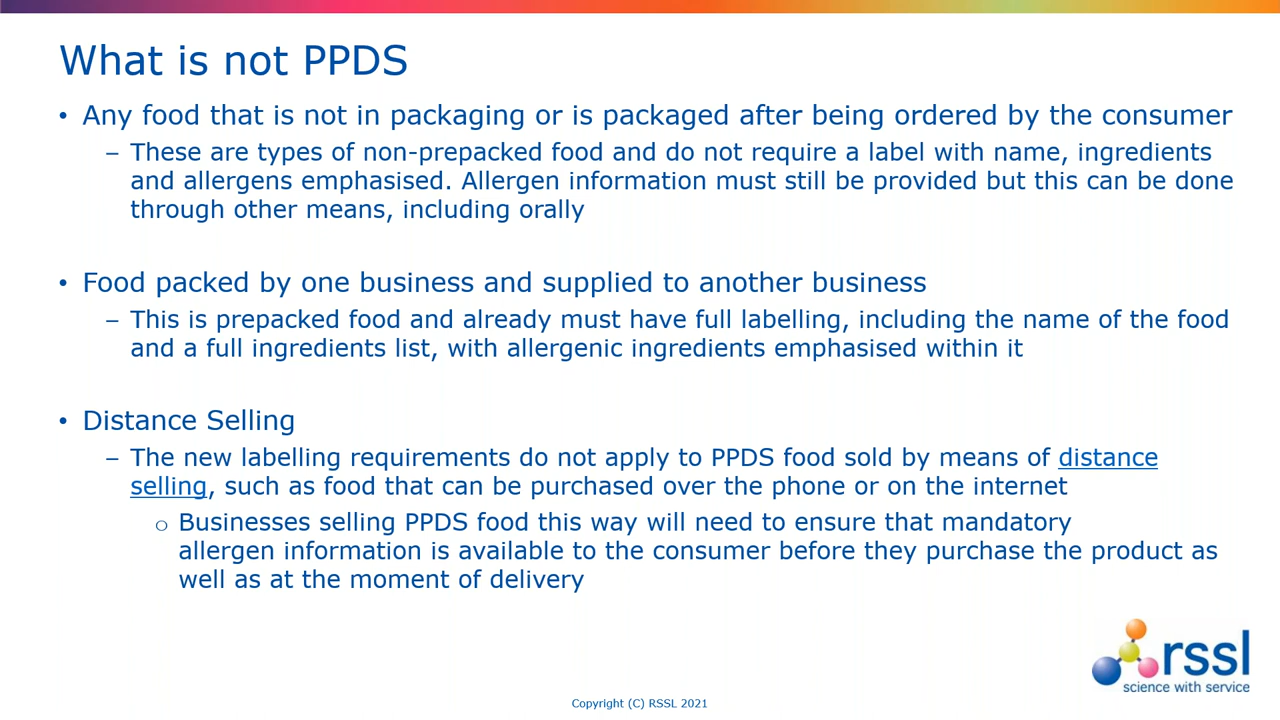 What is not PPDS
• Any food that is not in packaging or is packaged after being ordered by the consumer
– These are types of non-prepacked food and do not require a label with name, ingredients
and allergens emphasised. Allergen information must still be provided but this can be done
through other means, including orally
• Food packed by one business and supplied to another business
– This is prepacked food and already must have full labelling, including the name of the food
and a full ingredients list, with allergenic ingredients emphasised within it
• Distance Selling
– The new labelling requirements do not apply to PPDS food sold by means of distance
selling, such as food that can be purchased over the phone or on the internet
o Businesses selling PPDS food this way will need to ensure that mandatory
allergen information is available to the consumer before they purchase the product as
well as at the moment of delivery
rssl
science with service
Copyright (C) RSSL 2021